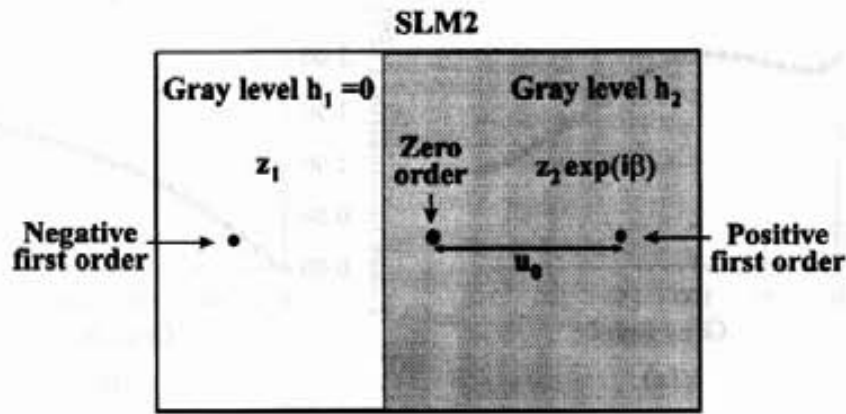 SLM2
Gray level h₁ =0
Gray level h₂
z₁
Zero
order
z₂ exp(iβ)
Negative
first order
u₀
Positive
first order